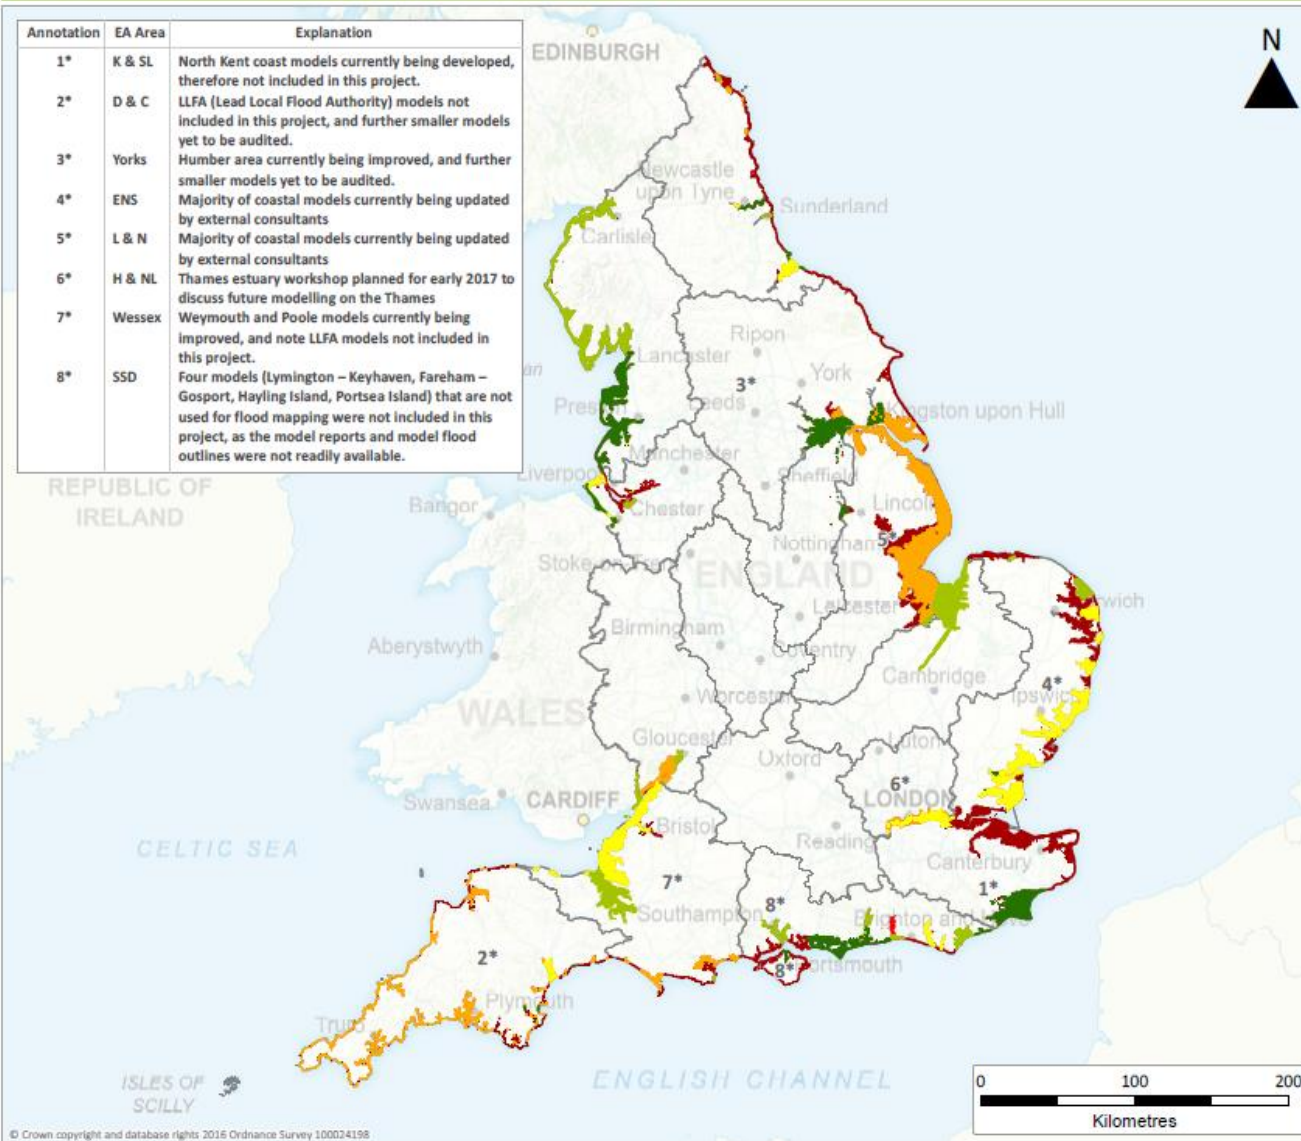 Annotation EA Area Explanation
1* K & SL North Kent coast models currently being developed,
therefore not included in this project.
2* D & C LLFA (Lead Local Flood Authority) models not
included in this project, and further smaller models
yet to be audited.
3* Yorks Humber area currently being improved, and further
smaller models yet to be audited.
4* ENS Majority of coastal models currently being updated
by external consultants
5* L & N Majority of coastal models currently being updated
by external consultants
6* H & NL Thames estuary workshop planned for early 2017 to
discuss future modelling on the Thames
7* Wessex Weymouth and Poole models currently being
improved, and note LLFA models not included in
this project.
8* SSD Four models (Lymington – Keyhaven, Fareham –
Gosport, Hayling Island, Portsea Island) that are not
used for flood mapping were not included in this
project, as the model reports and model flood
outlines were not readily available.
N
EDINBURGH
Newcastle
upon Tyne
Sunderland
Carlisle
Ripon
Lancaster
York
3*
Leeds
Kingston upon Hull
Manchester
Liverpool
Sheffield
REPUBLIC OF
IRELAND
Bangor
Chester
Lincoln
Nottingham
5*
Stoke-on-Trent
ENGLAND
Leicester
Birmingham
Aberystwyth
Coventry
Cambridge
4*
Ipswich
Worcester
WALES
Gloucester
Luton
Oxford
6*
Swansea
CARDIFF
LONDON
Bristol
Reading
CELTIC SEA
Canterbury
1*
7*
8*
Southampton
Brighton and Hove
2*
8*
Portsmouth
Plymouth
Truro
ISLES OF
SCILLY
ENGLISH CHANNEL
0 100 200
Kilometres
© Crown copyright and database rights 2016 Ordnance Survey 100024198